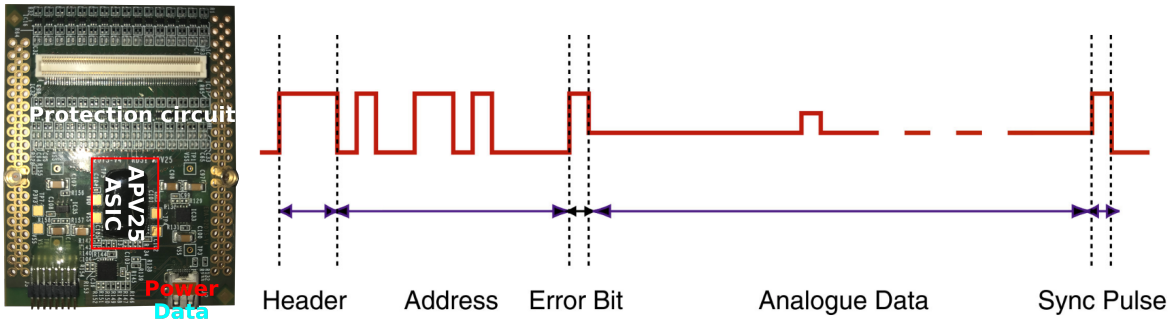 Protection circuit
APV25
ASIC
Power
Data
Header
Address
Error Bit
Analogue Data
Sync Pulse